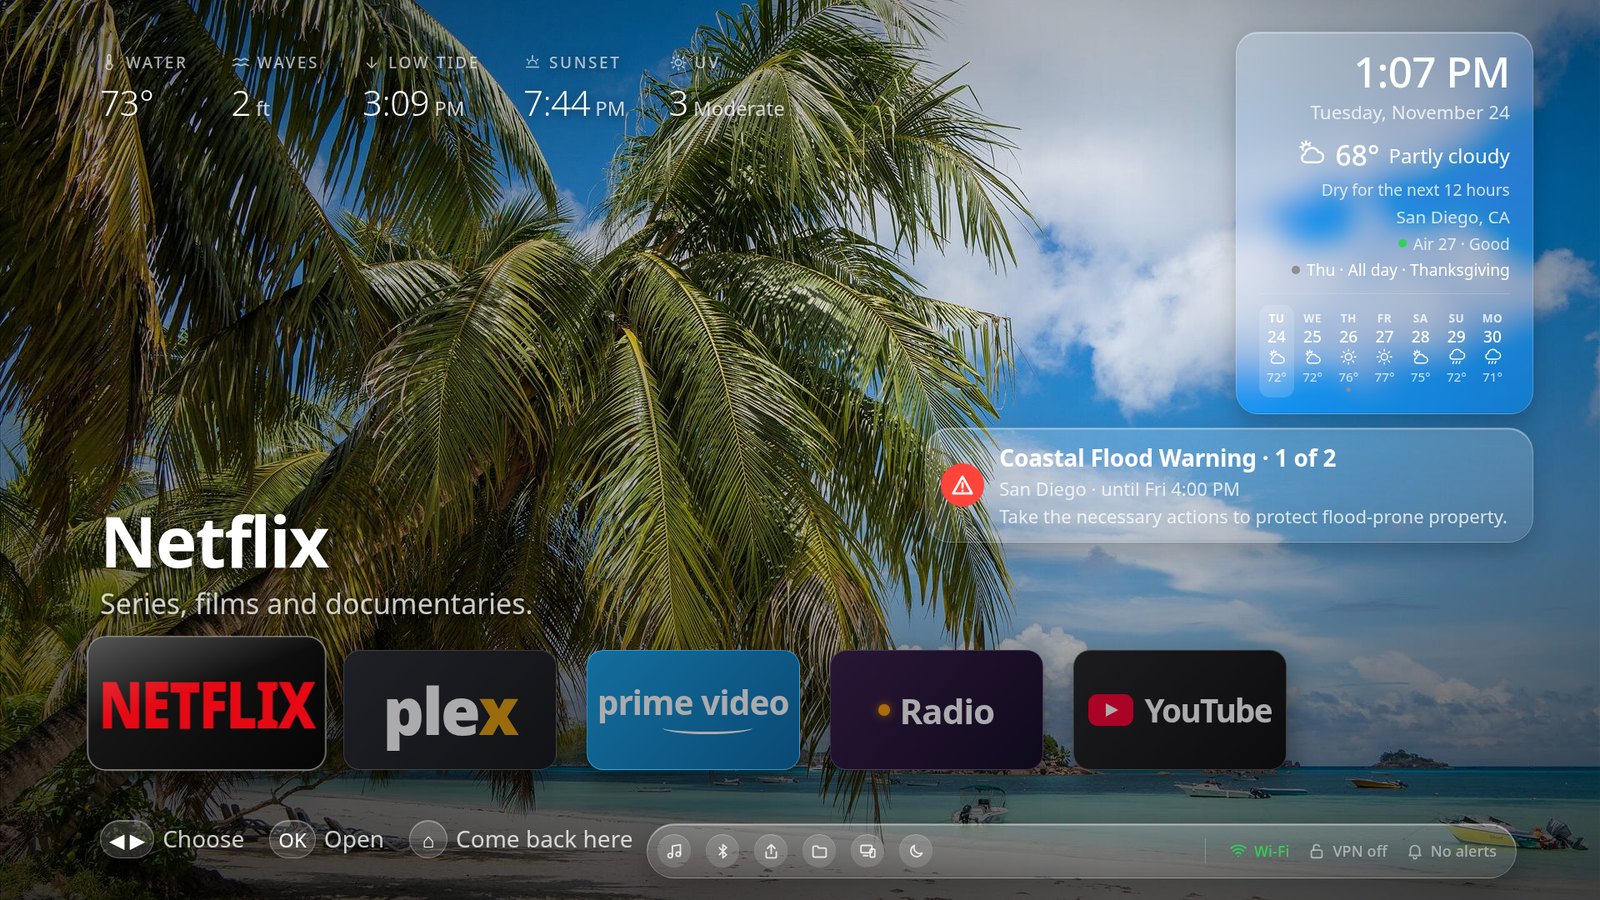 WATER
73°
WAVES
2 ft
LOW TIDE
3:09 PM
SUNSET
7:44 PM
UV
3 Moderate
1:07 PM
Tuesday, November 24
68° Partly cloudy
Dry for the next 12 hours
San Diego, CA
Air 27 · Good
Thu · All day · Thanksgiving
TU WE TH FR SA SU MO
24 25 26 27 28 29 30
72° 72° 76° 77° 75° 72° 71°
Coastal Flood Warning · 1 of 2
San Diego · until Fri 4:00 PM
Take the necessary actions to protect flood-prone property.
Netflix
Series, films and documentaries.
NETFLIX
plex
prime video
Radio
YouTube
Choose
OK Open
Come back here
Wi-Fi
VPN off
No alerts